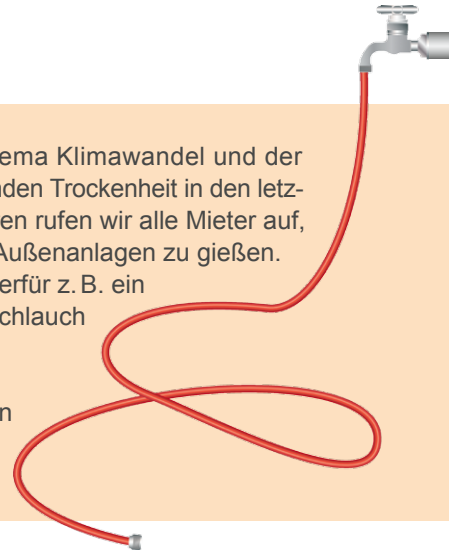 ema Klimawandel und der
nden Trockenheit in den letz-
en rufen wir alle Mieter auf,
Außenanlagen zu gießen.
erfür z. B. ein
chlauch
n